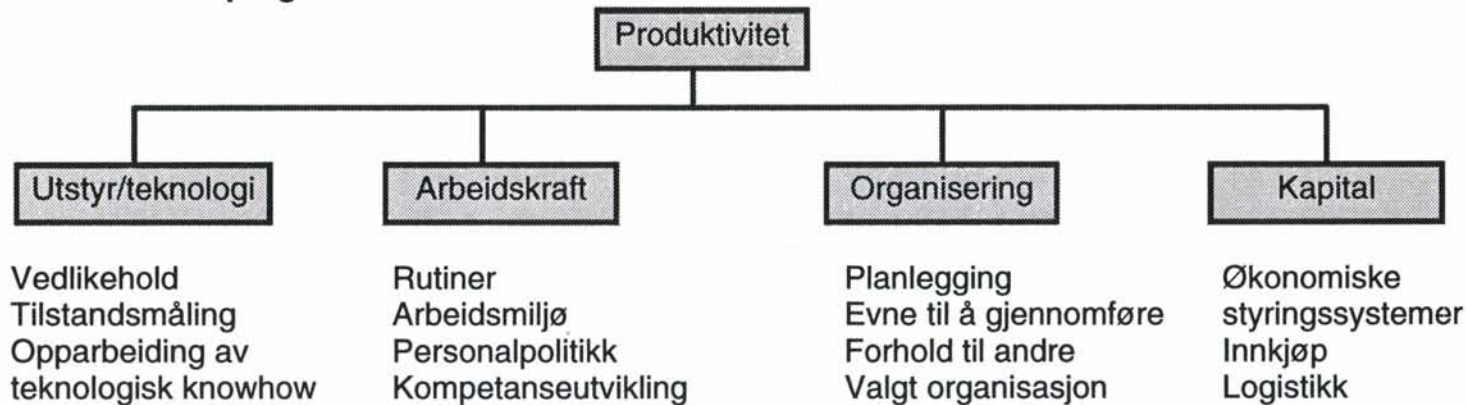 Produktivitet
Utstyr/teknologi
Vedlikehold
Tilstandsmåling
Opparbeiding av
teknologisk knowhow
Arbeidskraft
Rutiner
Arbeidsmiljø
Personalpolitikk
Kompetanseutvikling
Organisering
Planlegging
Evne til å gjennomføre
Forhold til andre
Valgt organisasjon
Kapital
Økonomiske
styringssystemer
Innkjøp
Logistikk